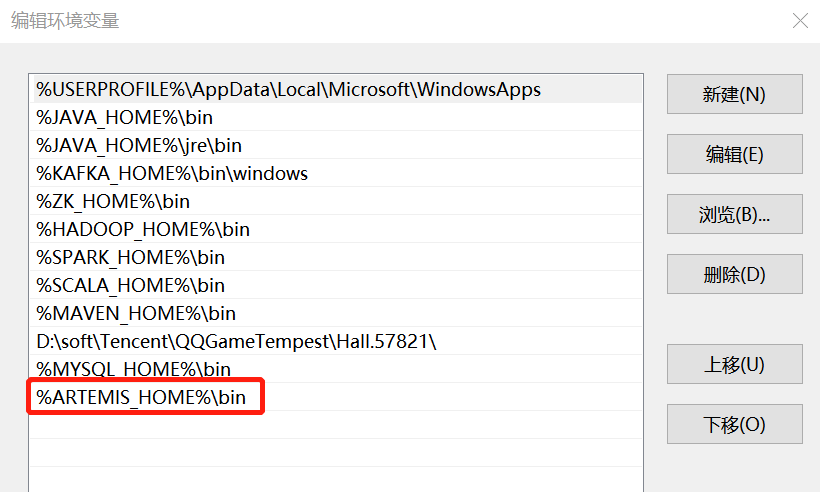 编辑环境变量
%USERPROFILE%\AppData\Local\Microsoft\WindowsApps
%JAVA_HOME%\bin
%JAVA_HOME%\jre\bin
%KAFKA_HOME%\bin\windows
%ZK_HOME%\bin
%HADOOP_HOME%\bin
%SPARK_HOME%\bin
%SCALA_HOME%\bin
%MAVEN_HOME%\bin
D:\soft\Tencent\QQGameTempest\Hall.57821\
%MYSQL_HOME%\bin
%ARTEMIS_HOME%\bin
新建(N)
编辑(E)
浏览(B)...
删除(D)
上移(U)
下移(O)